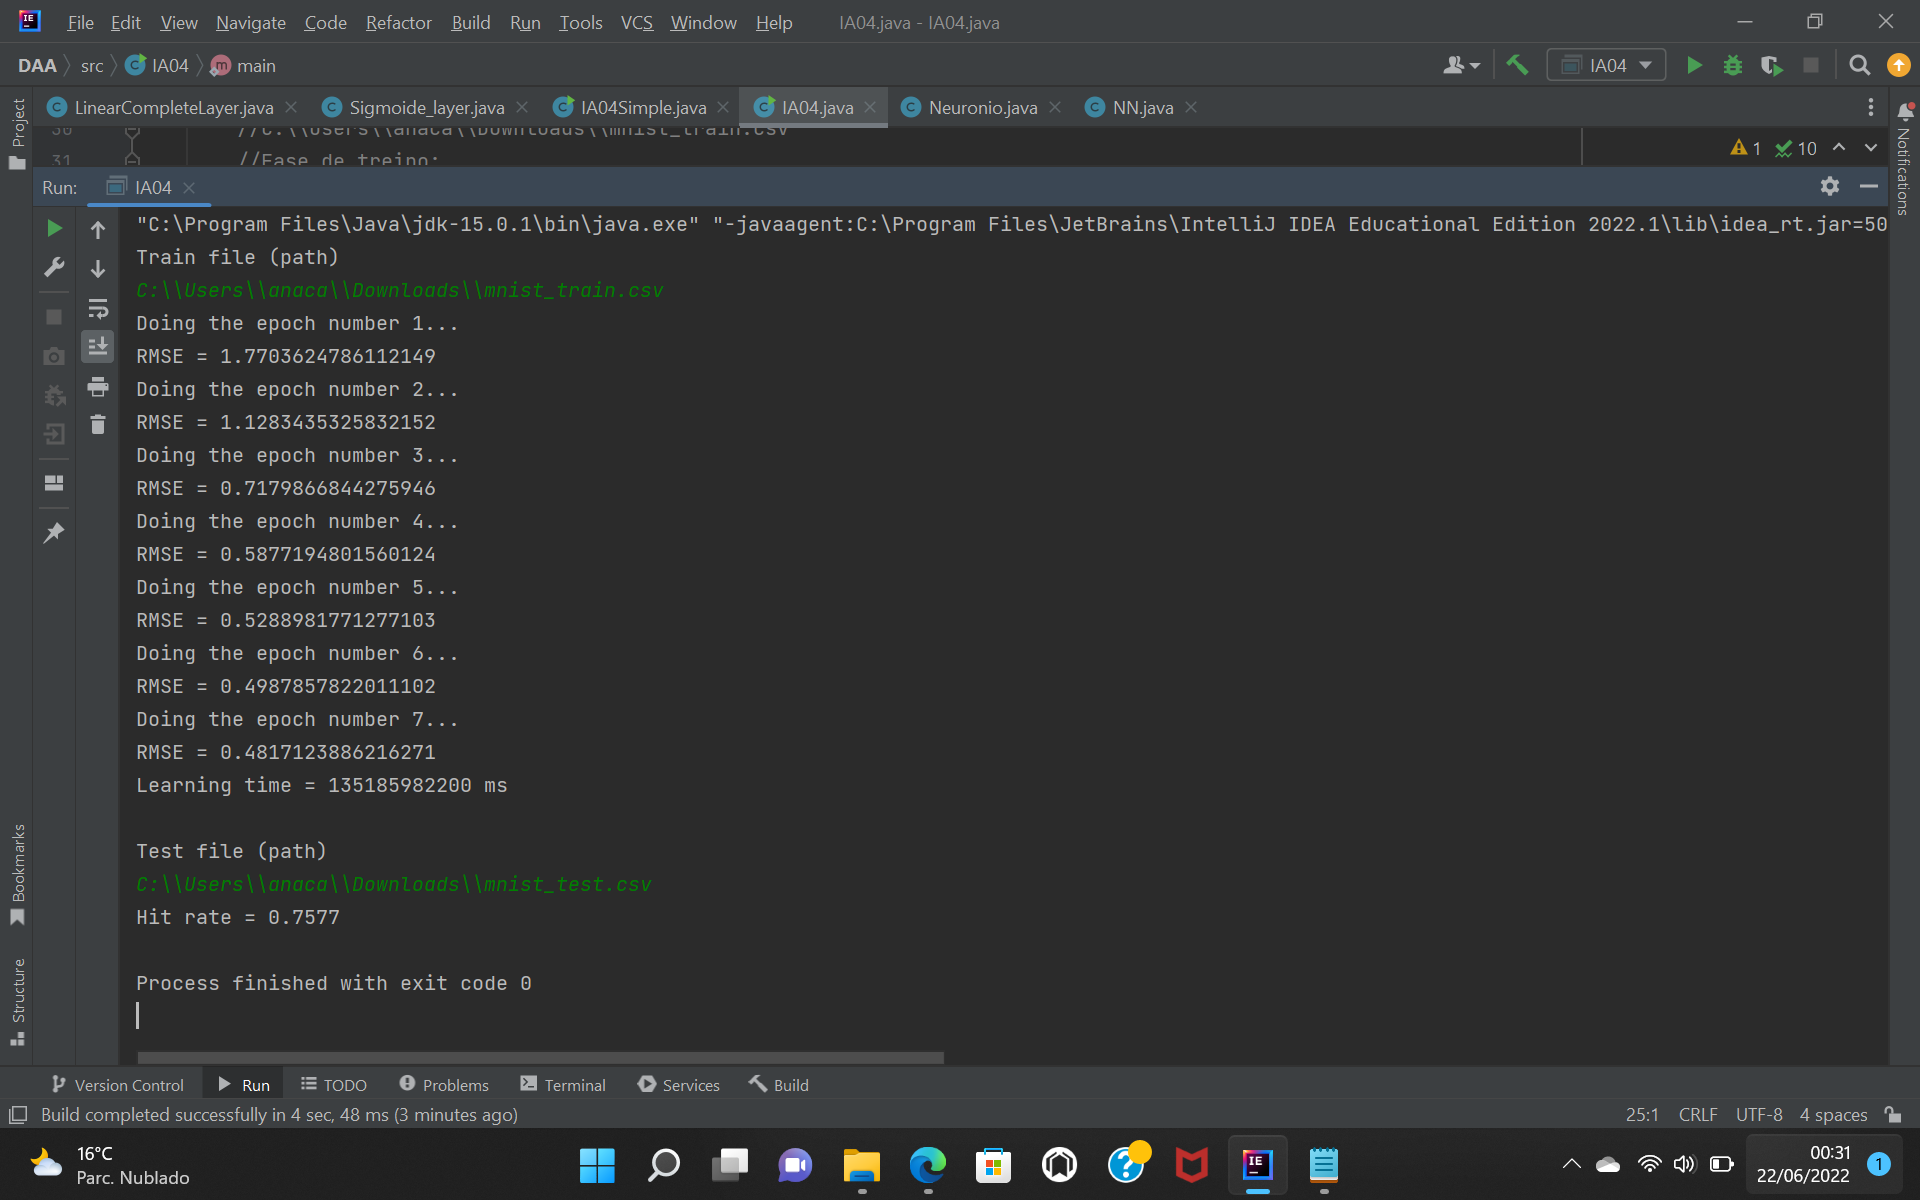 File Edit View Navigate Code Refactor Build Run Tools VCS Window Help IA04.java - IA04.java
DAA src IA04 main IA04
LinearCompleteLayer.java Sigmoide_layer.java IA04Simple.java IA04.java Neuronio.java NN.java
Project
Notifications
30 //C:\\Users\\anaca\\Downloads\\mnist_train.csv
31 //Fase de treino:
1 10
Run: IA04
"C:\Program Files\Java\jdk-15.0.1\bin\java.exe" "-javaagent:C:\Program Files\JetBrains\IntelliJ IDEA Educational Edition 2022.1\lib\idea_rt.jar=50
Train file (path)
C:\\Users\\anaca\\Downloads\\mnist_train.csv
Doing the epoch number 1...
RMSE = 1.7703624786112149
Doing the epoch number 2...
RMSE = 1.1283435325832152
Doing the epoch number 3...
RMSE = 0.7179866844275946
Doing the epoch number 4...
RMSE = 0.5877194801560124
Doing the epoch number 5...
RMSE = 0.5288981771277103
Doing the epoch number 6...
RMSE = 0.4987857822011102
Doing the epoch number 7...
RMSE = 0.4817123886216271
Learning time = 135185982200 ms
Test file (path)
C:\\Users\\anaca\\Downloads\\mnist_test.csv
Hit rate = 0.7577
Process finished with exit code 0
Bookmarks
Structure
Version Control Run TODO Problems Terminal Services Build
Build completed successfully in 4 sec, 48 ms (3 minutes ago) 25:1 CRLF UTF-8 4 spaces
16°C
Parc. Nublado
00:31
22/06/2022
1